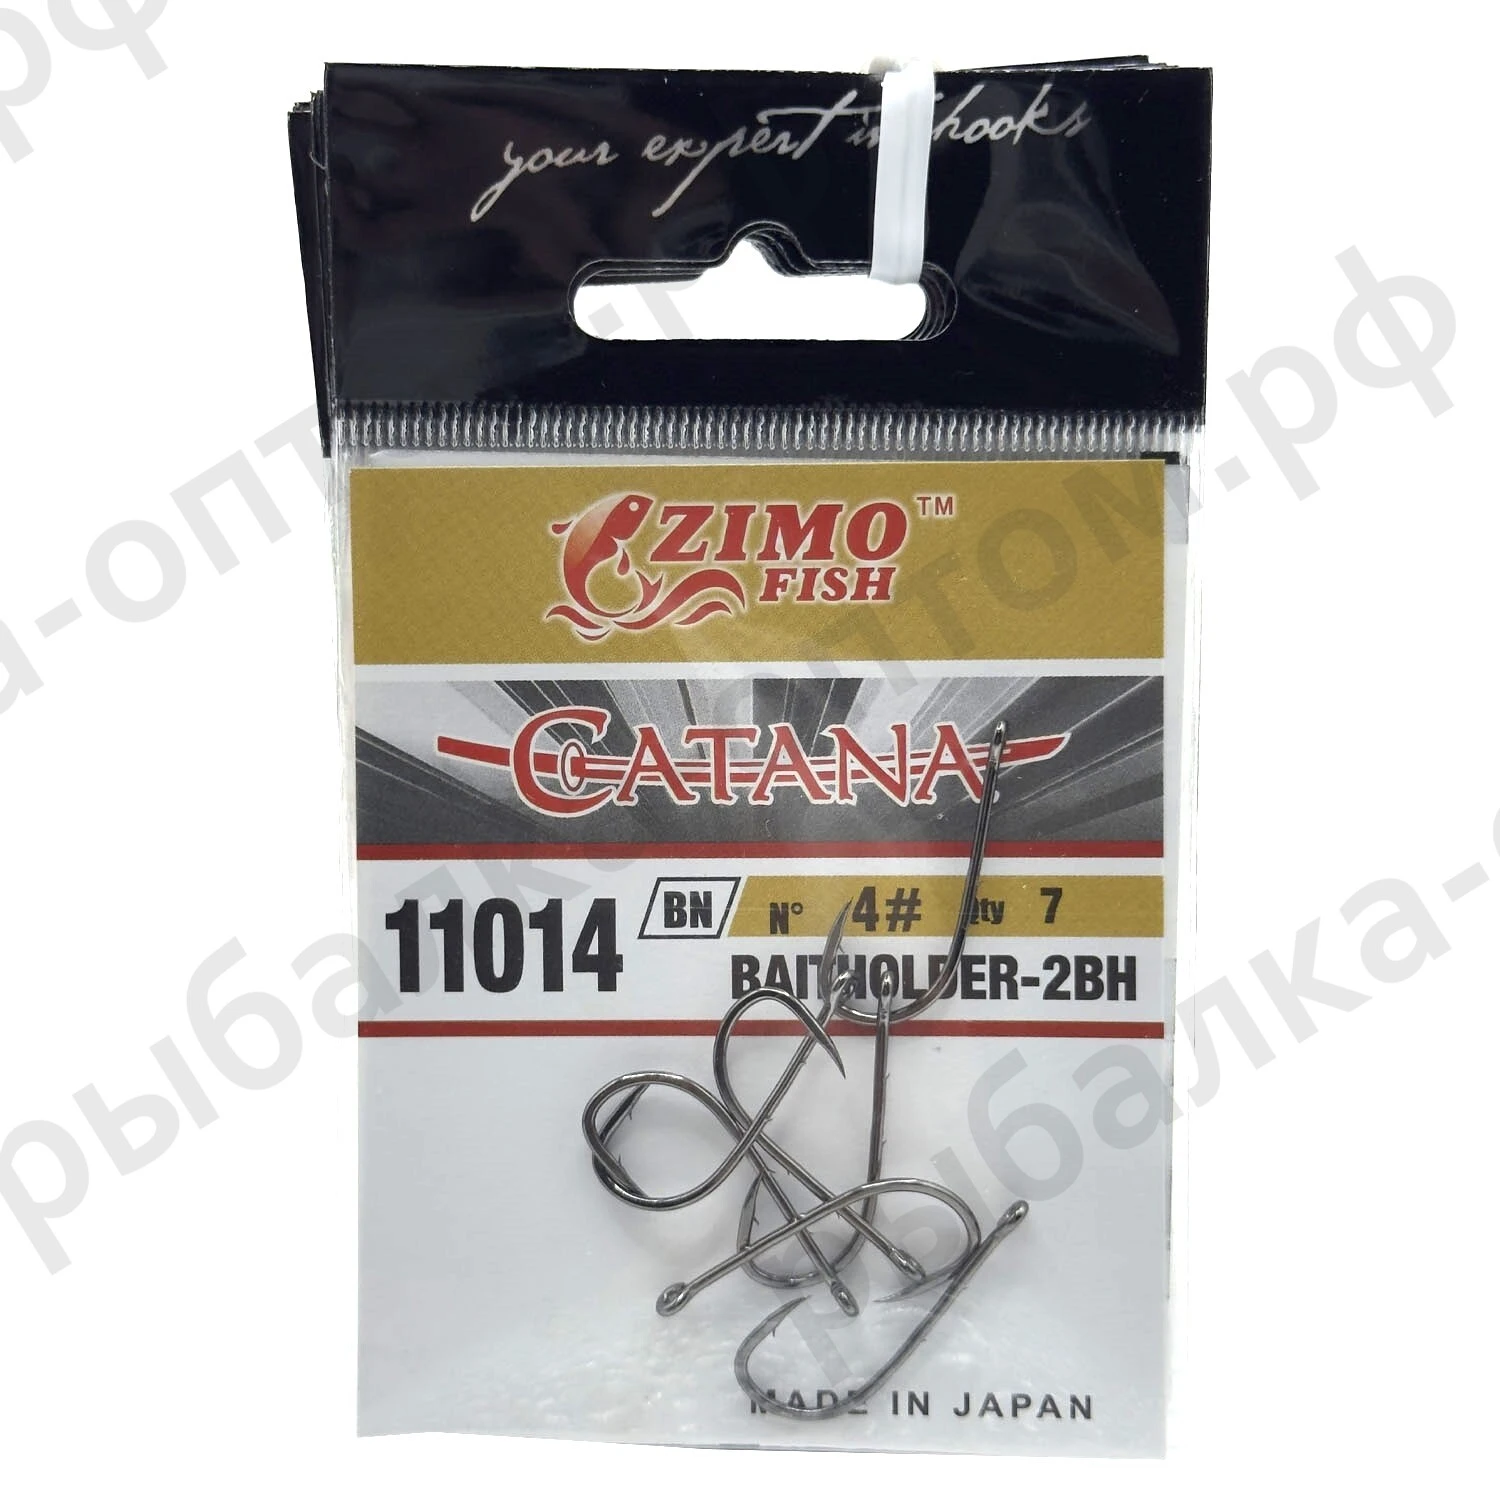 your expert in hooks
ZIMO™
FISH
CATANA
11014
BN
N° 4# Qty 7
BAITHOLDER-2BH
MADE IN JAPAN
рыбалка-оптом.рф
рыбалка-оптом.рф